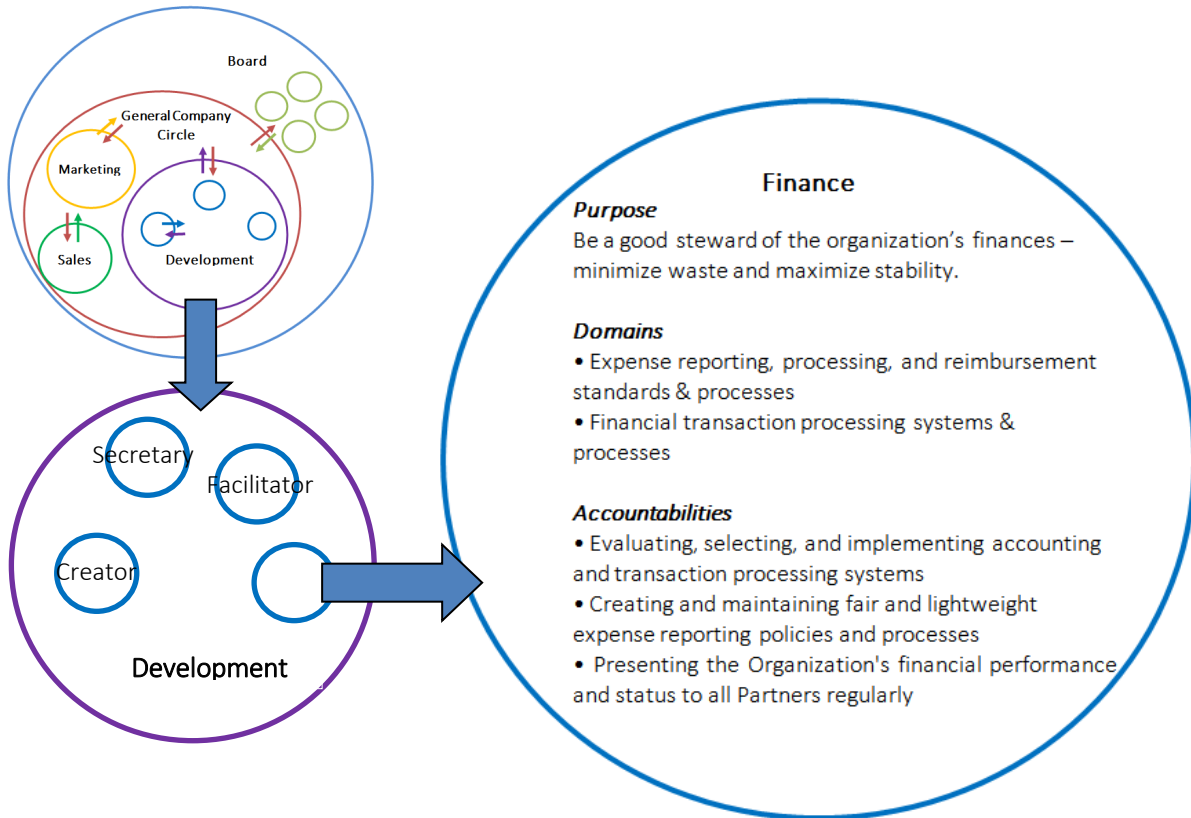 Board
General Company
Circle
Marketing
Sales
Development
Secretary
Facilitator
Creator
Development
Finance
Purpose
Be a good steward of the organization’s finances –
minimize waste and maximize stability.
Domains
• Expense reporting, processing, and reimbursement
standards & processes
• Financial transaction processing systems &
processes
Accountabilities
• Evaluating, selecting, and implementing accounting
and transaction processing systems
• Creating and maintaining fair and lightweight
expense reporting policies and processes
• Presenting the Organization's financial performance
and status to all Partners regularly